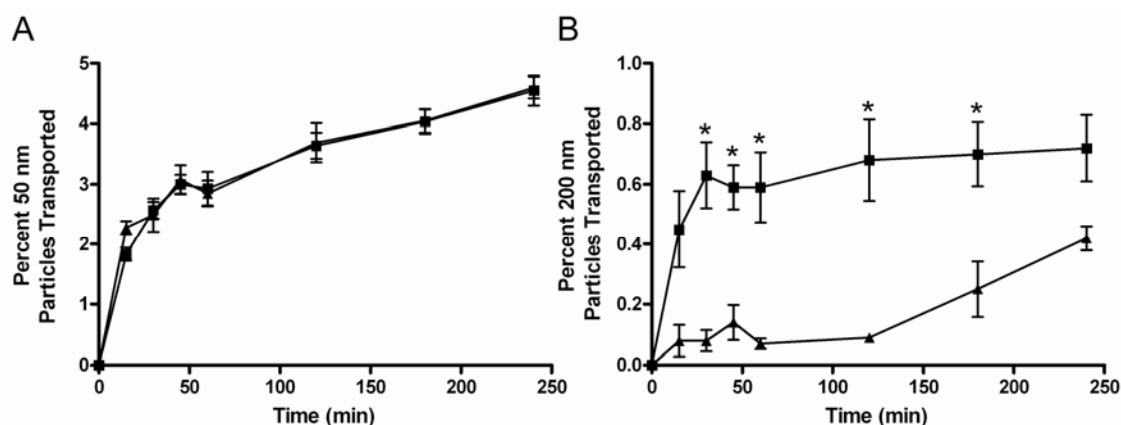 A
Percent 50 nm
Particles Transported
5
4
3
2
1
0
0 50 100 150 200 250
Time (min)
B
Percent 200 nm
Particles Transported
1.0
0.8
0.6
0.4
0.2
0.0
* * * * *
0 50 100 150 200 250
Time (min)